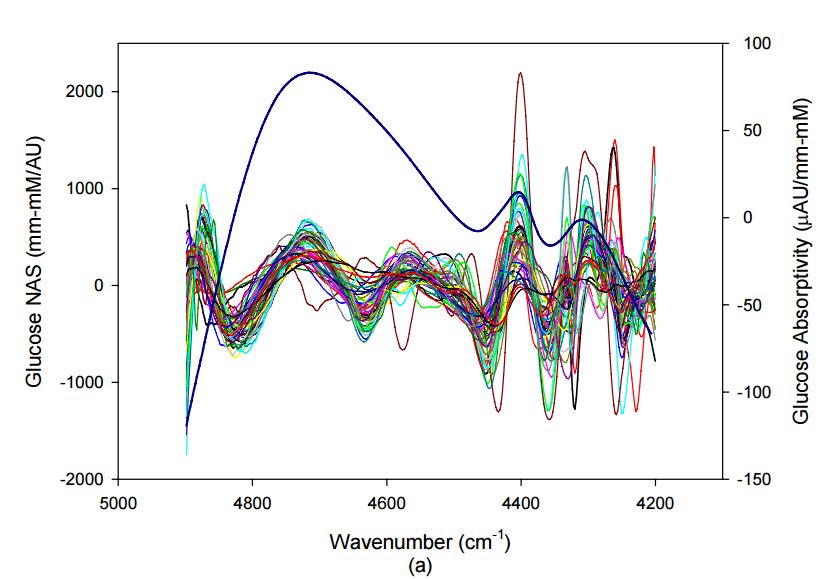 Glucose NAS (mm-mM/AU)
2000
1000
0
-1000
-2000
100
50
0
-50
-100
-150
Glucose Absorptivity (μAU/mm-mM)
5000 4800 4600 4400 4200
Wavenumber (cm⁻¹)
(a)